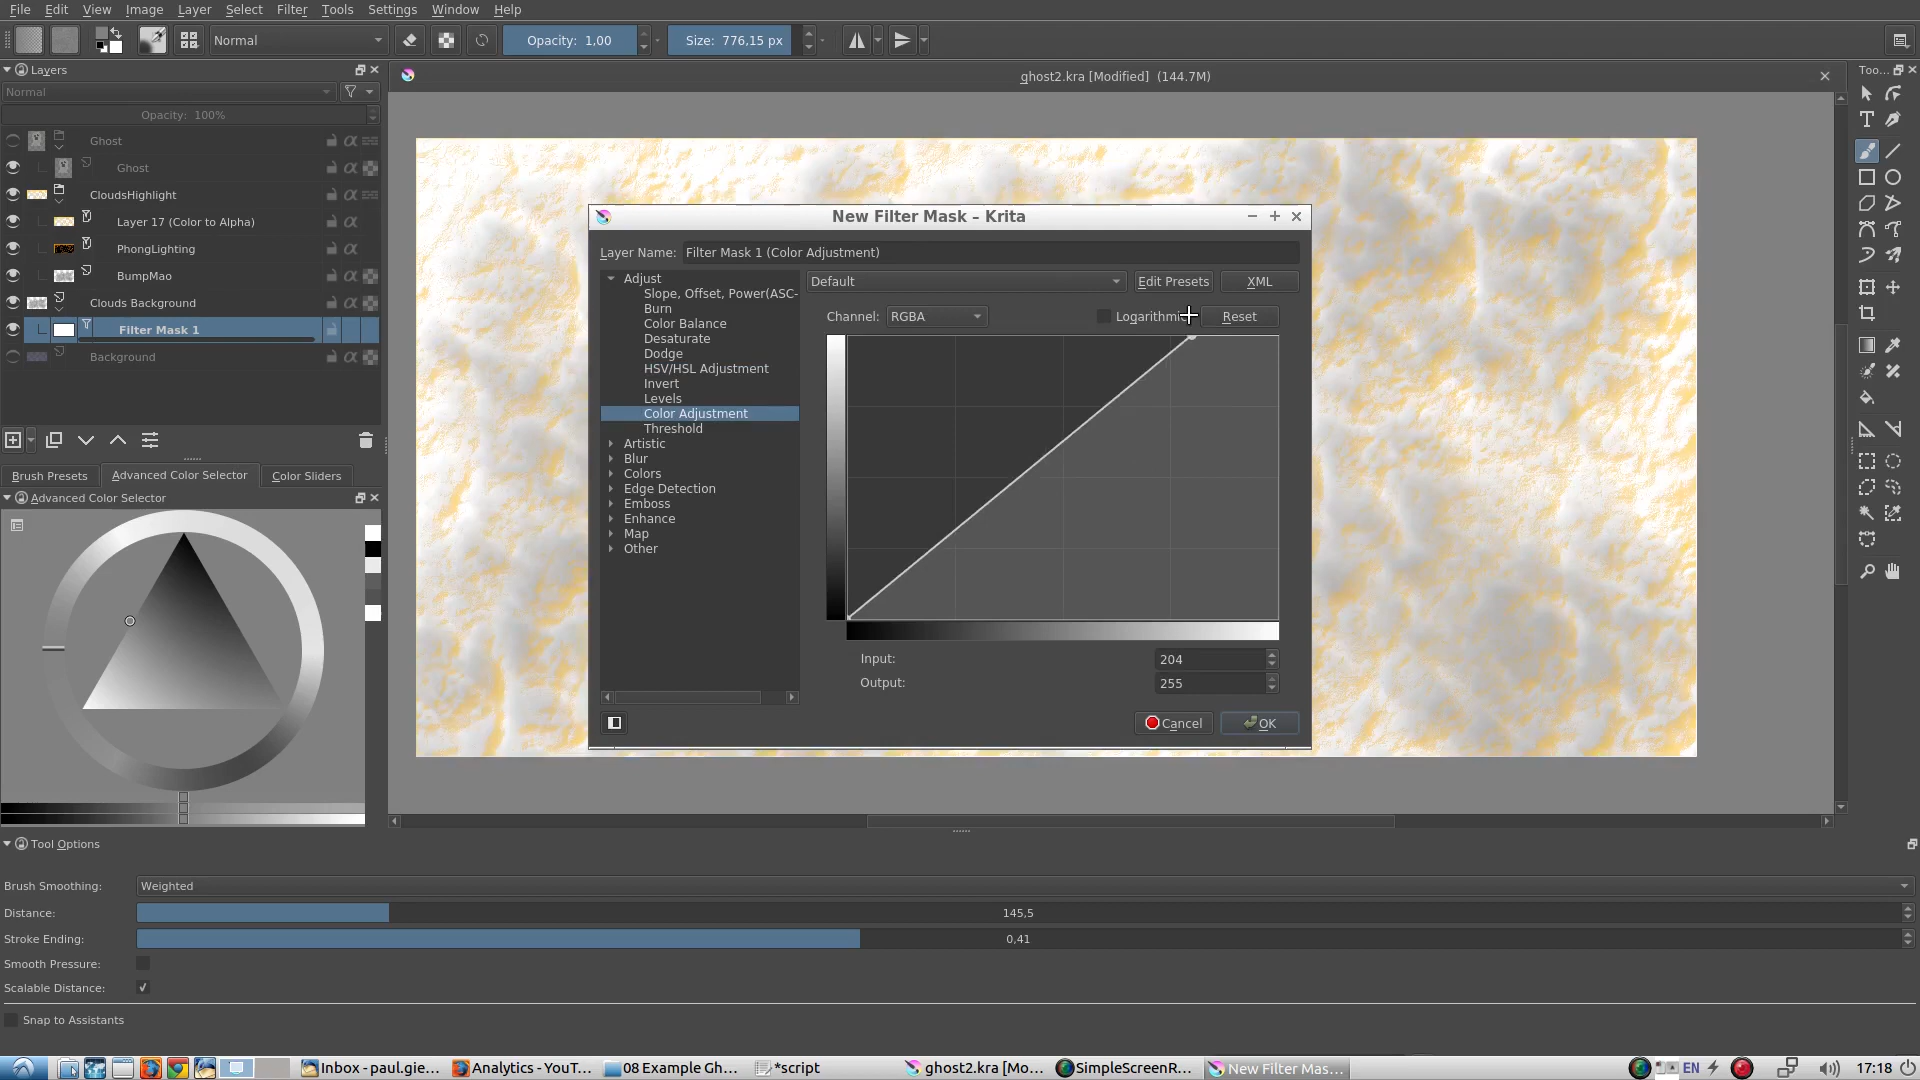 File Edit View Image Layer Select Filter Tools Settings Window Help
Normal Opacity: 1,00 Size: 776,15 px
Layers
Normal
Opacity: 100%
Ghost
Ghost
CloudsHighlight
Layer 17 (Color to Alpha)
PhongLighting
BumpMao
Clouds Background
Filter Mask 1
Background
Brush Presets Advanced Color Selector Color Sliders
Advanced Color Selector
ghost2.kra [Modified] (144.7M)
Too...
New Filter Mask – Krita
Layer Name: Filter Mask 1 (Color Adjustment)
Adjust
Slope, Offset, Power(ASC-
Burn
Color Balance
Desaturate
Dodge
HSV/HSL Adjustment
Invert
Levels
Color Adjustment
Threshold
Artistic
Blur
Colors
Edge Detection
Emboss
Enhance
Map
Other
Default Edit Presets XML
Channel: RGBA Logarithmic Reset
Input: 204
Output: 255
Cancel OK
Tool Options
Brush Smoothing: Weighted
Distance: 145,5
Stroke Ending: 0,41
Smooth Pressure:
Scalable Distance:
Snap to Assistants
Inbox - paul.gie... Analytics - YouT... 08 Example Gh... *script ghost2.kra [Mo... SimpleScreenR... New Filter Mas... EN 17:18